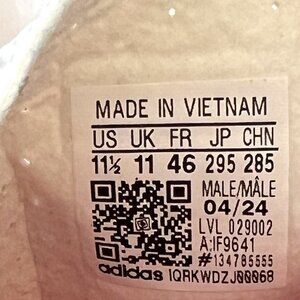 MADE IN VIETNAM
US UK FR JP CHN
11½ 11 46 295 285
MALE/MÂLE
04/24
LVL 029002
A:IF9641
#134785555
adidas IQRKWDZJ00068